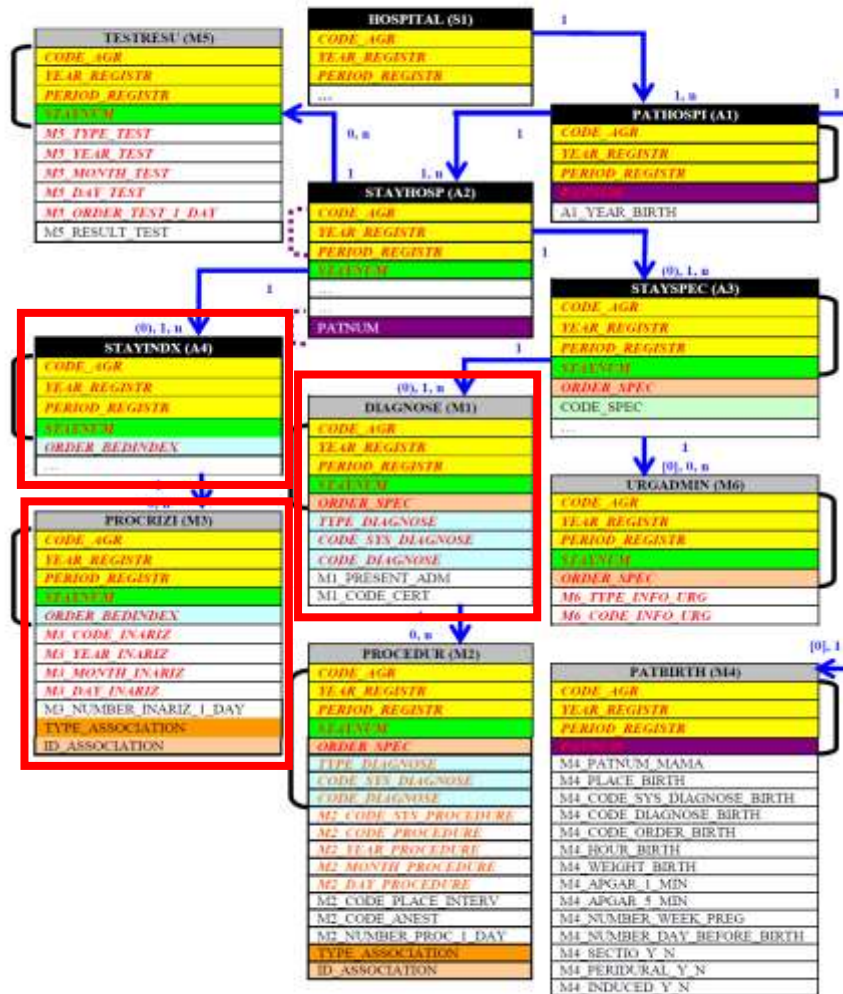 HOSPITAL (S1)
CODE_AGR
YEAR_REGISTR
PERIOD_REGISTR
...
1
TESTRESU (M5)
CODE_AGR
YEAR_REGISTR
PERIOD_REGISTR
STAYNUM
M5_TYPE_TEST
M5_YEAR_TEST
M5_MONTH_TEST
M5_DAY_TEST
M5_ORDER_TEST_1_DAY
M5_RESULT_TEST
0, n
1
1, n
1
1, n
1
PATHOSPI (A1)
CODE_AGR
YEAR_REGISTR
PERIOD_REGISTR
PATNUM
A1_YEAR_BIRTH
STAYHOSP (A2)
CODE_AGR
YEAR_REGISTR
PERIOD_REGISTR
STAYNUM
...
...
PATNUM
1
1
(0), 1, n
STAYSPEC (A3)
CODE_AGR
YEAR_REGISTR
PERIOD_REGISTR
STAYNUM
ORDER_SPEC
CODE_SPEC
...
(0), 1, n
STAYINDX (A4)
CODE_AGR
YEAR_REGISTR
PERIOD_REGISTR
STAYNUM
ORDER_BEDINDEX
...
1
(0), 1, n
DIAGNOSE (M1)
CODE_AGR
YEAR_REGISTR
PERIOD_REGISTR
STAYNUM
ORDER_SPEC
TYPE_DIAGNOSE
CODE_SYS_DIAGNOSE
CODE_DIAGNOSE
M1_PRESENT_ADM
M1_CODE_CERT
1
[0], 0, n
URGADMIN (M6)
CODE_AGR
YEAR_REGISTR
PERIOD_REGISTR
STAYNUM
ORDER_SPEC
M6_TYPE_INFO_URG
M6_CODE_INFO_URG
PROCRIZI (M3)
CODE_AGR
YEAR_REGISTR
PERIOD_REGISTR
STAYNUM
ORDER_BEDINDEX
M3_CODE_INARIZ
M3_YEAR_INARIZ
M3_MONTH_INARIZ
M3_DAY_INARIZ
M3_NUMBER_INARIZ_1_DAY
TYPE_ASSOCIATION
ID_ASSOCIATION
0, n
PROCEDUR (M2)
CODE_AGR
YEAR_REGISTR
PERIOD_REGISTR
STAYNUM
ORDER_SPEC
TYPE_DIAGNOSE
CODE_SYS_DIAGNOSE
CODE_DIAGNOSE
M2_CODE_SYS_PROCEDURE
M2_CODE_PROCEDURE
M2_YEAR_PROCEDURE
M2_MONTH_PROCEDURE
M2_DAY_PROCEDURE
M2_CODE_PLACE_INTERV
M2_CODE_ANEST
M2_NUMBER_PROC_1_DAY
TYPE_ASSOCIATION
ID_ASSOCIATION
[0], 1
PATBIRTH (M4)
CODE_AGR
YEAR_REGISTR
PERIOD_REGISTR
PATNUM
M4_PATNUM_MAMA
M4_PLACE_BIRTH
M4_CODE_SYS_DIAGNOSE_BIRTH
M4_CODE_DIAGNOSE_BIRTH
M4_CODE_ORDER_BIRTH
M4_HOUR_BIRTH
M4_WEIGHT_BIRTH
M4_APGAR_1_MIN
M4_APGAR_5_MIN
M4_NUMBER_WEEK_PREG
M4_NUMBER_DAY_BEFORE_BIRTH
M4_SECTIO_Y_N
M4_PERIDURAL_Y_N
M4_INDUCED_Y_N